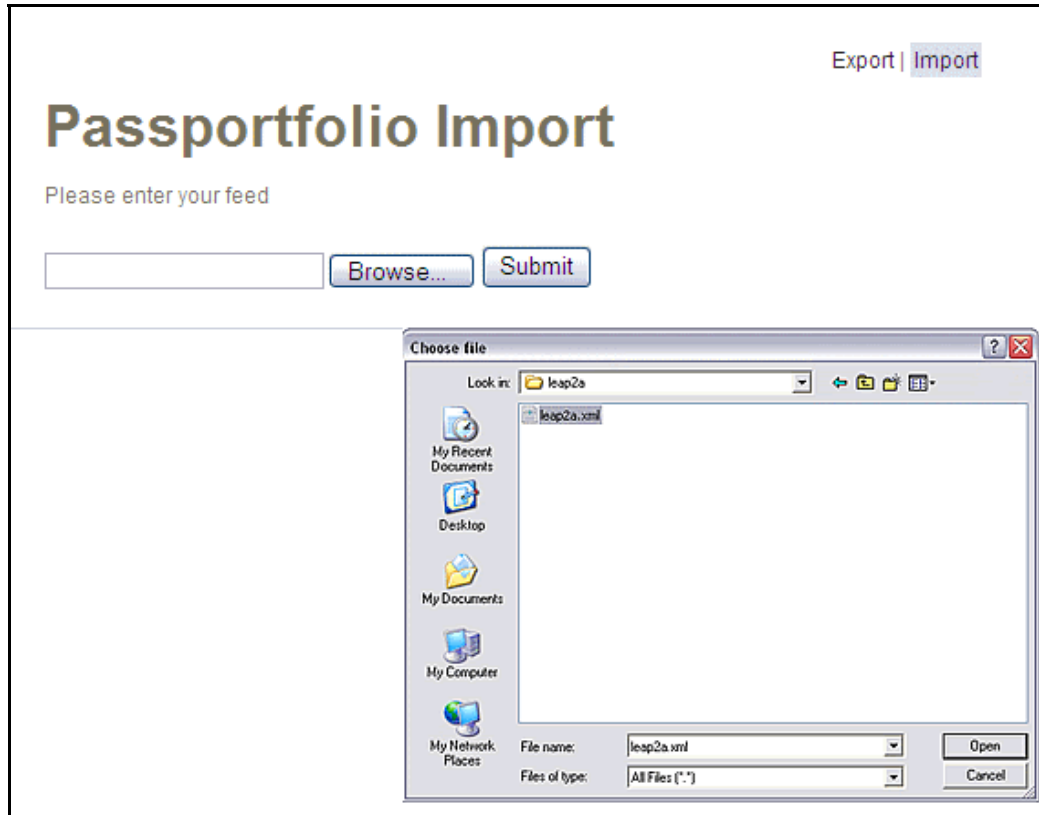 Export | Import
Passportfolio Import
Please enter your feed
Browse... Submit
Choose file
Look in: leap2a
leap2a.xml
My Recent
Documents
Desktop
My Documents
My Computer
My Network
Places
File name: leap2a.xml Open
Files of type: All Files (*.*) Cancel